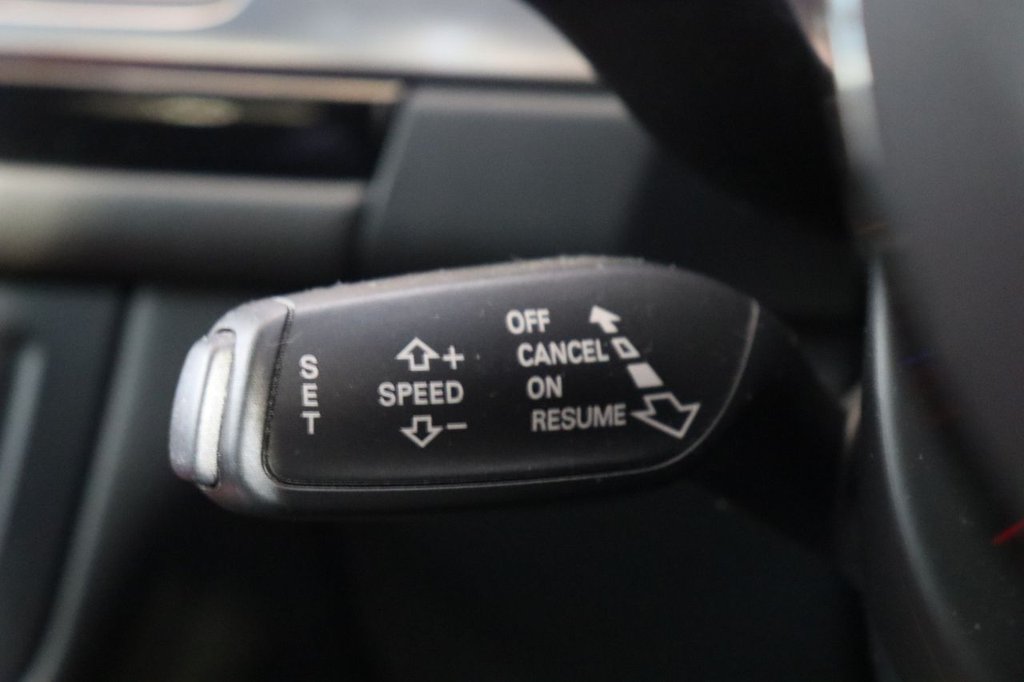 SET
+
SPEED
−
OFF
CANCEL
ON
RESUME